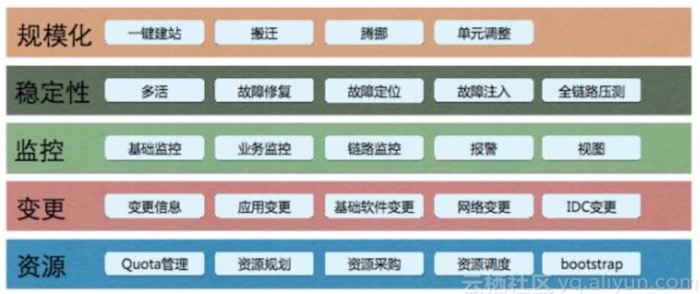 规模化 一键建站 搬迁 腾挪 单元调整
稳定性 多活 故障修复 故障定位 故障注入 全链路压测
监控 基础监控 业务监控 链路监控 报警 视图
变更 变更信息 应用变更 基础软件变更 网络变更 IDC变更
资源 Quota管理 资源规划 资源采购 资源调度 bootstrap
云栖社区 yq.aliyun.com